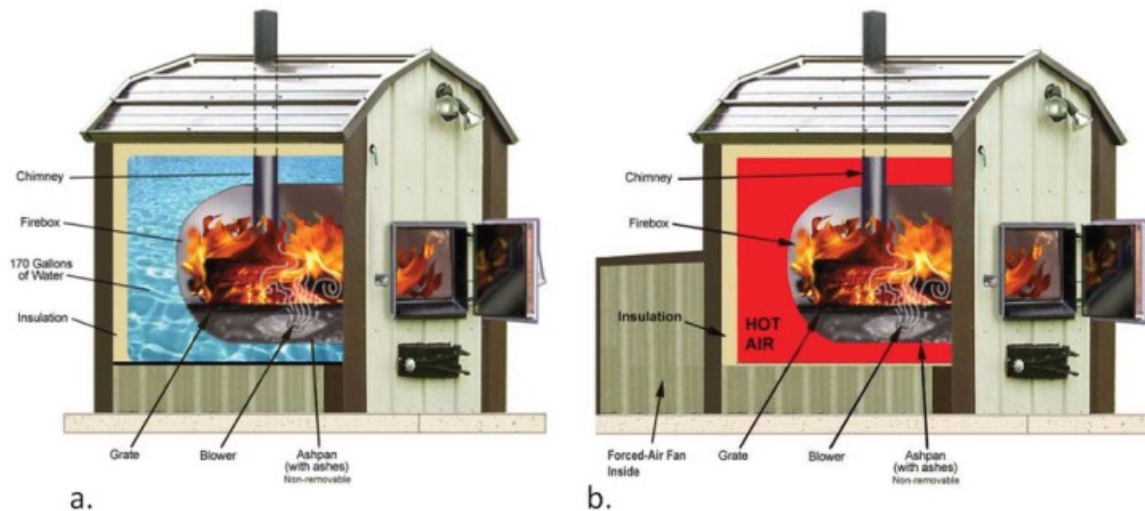 Chimney
Firebox
170 Gallons
of Water
Insulation
Grate
Blower
Ashpan
(with ashes)
Non-removable
a.
Chimney
Firebox
Insulation
HOT
AIR
Forced-Air Fan
Inside
Grate
Blower
Ashpan
(with ashes)
Non-removable
b.